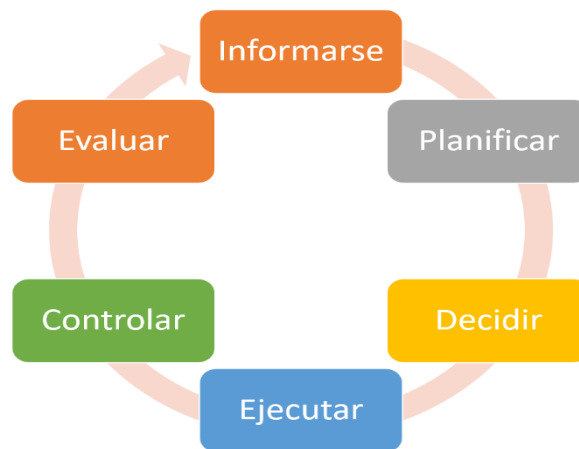 Informarse
Planificar
Decidir
Ejecutar
Controlar
Evaluar